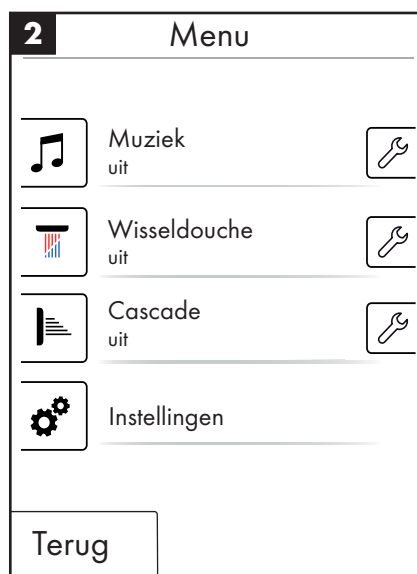 2
Menu
Muziek
uit
Wisseldouche
uit
Cascade
uit
Instellingen
Terug